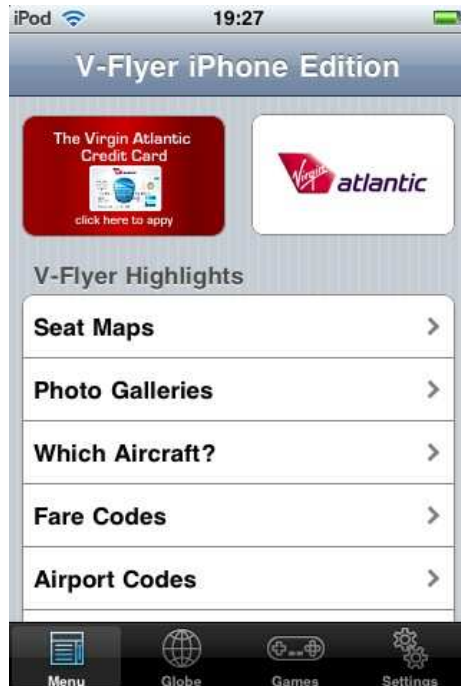 iPod 19:27
V-Flyer iPhone Edition
The Virgin Atlantic
Credit Card
click here to appy
Virgin atlantic
V-Flyer Highlights
Seat Maps
Photo Galleries
Which Aircraft?
Fare Codes
Airport Codes
Menu Globe Games Settings